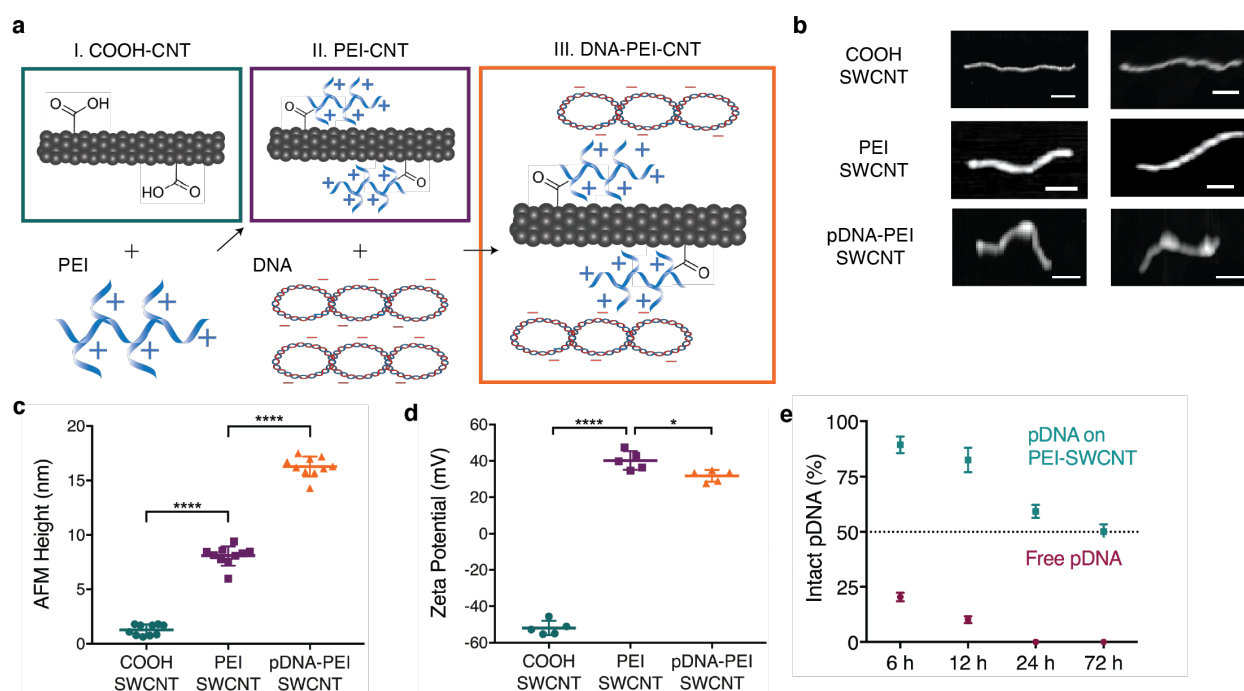 a
I. COOH-CNT
II. PEI-CNT
III. DNA-PEI-CNT
O
OH
HO
O
O
O
O
O
+
+
PEI
DNA
b
COOH
SWCNT
PEI
SWCNT
pDNA-PEI
SWCNT
c
AFM Height (nm)
20
15
10
5
0
****
****
COOH
SWCNT
PEI
SWCNT
pDNA-PEI
SWCNT
d
Zeta Potential (mV)
60
40
20
0
-20
-40
-60
****
*
COOH
SWCNT
PEI
SWCNT
pDNA-PEI
SWCNT
e
Intact pDNA (%)
100
75
50
25
0
pDNA on
PEI-SWCNT
Free pDNA
6 h
12 h
24 h
72 h